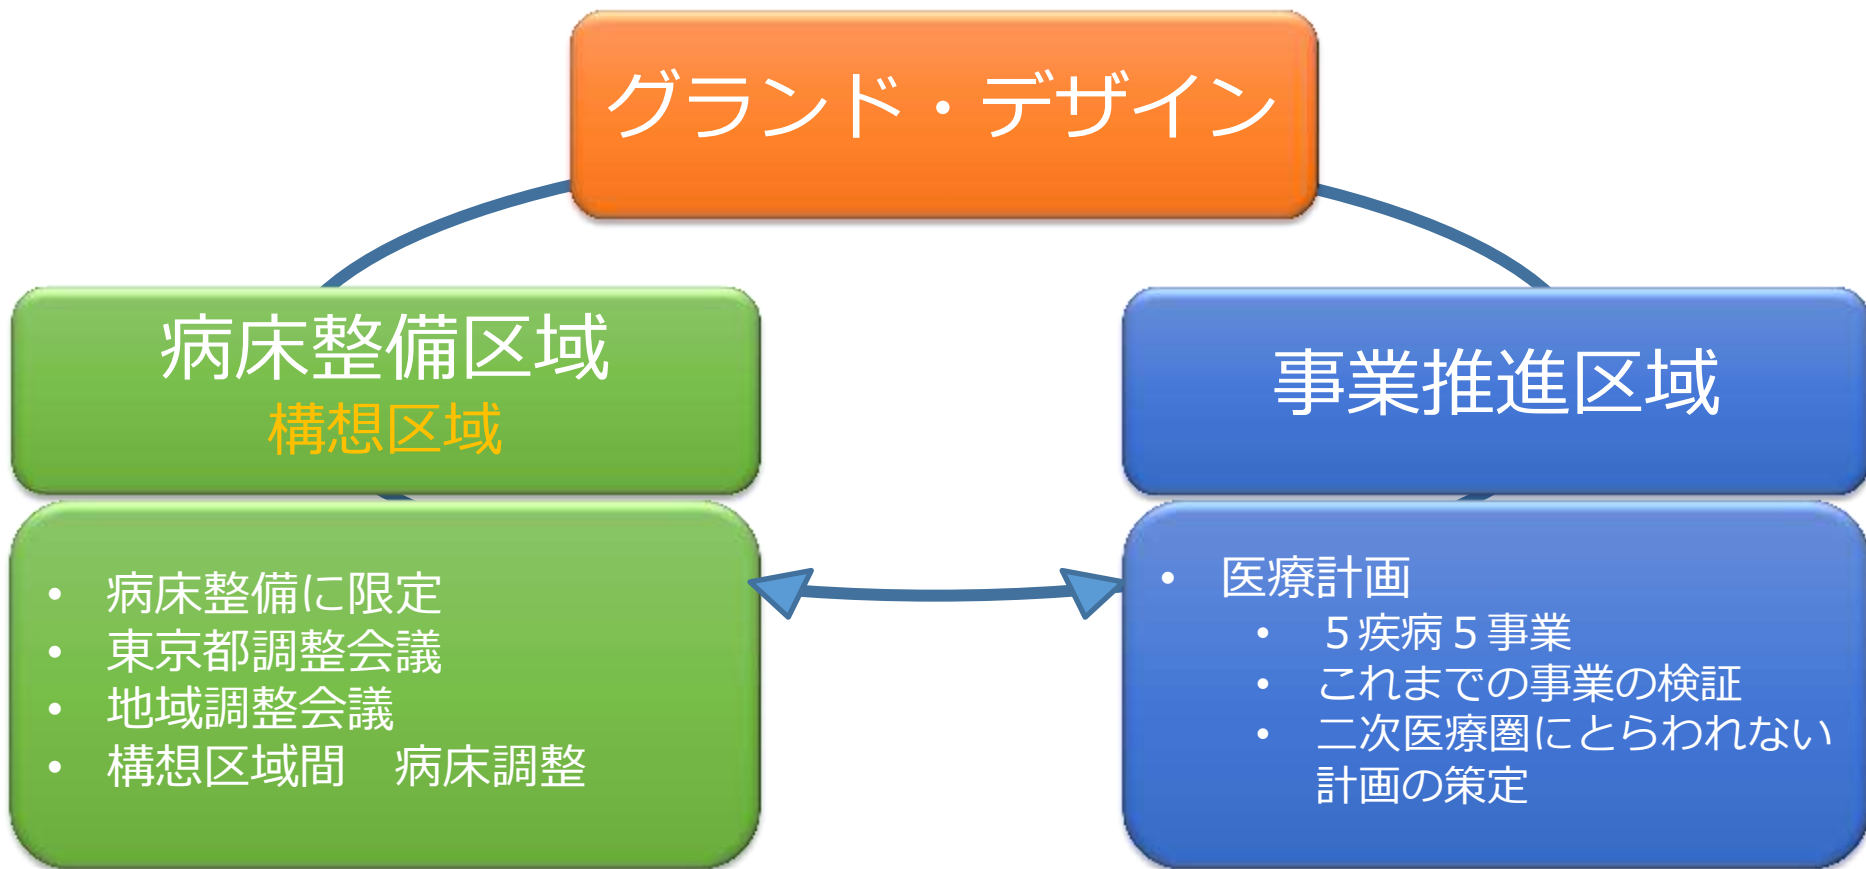 グランド・デザイン
病床整備区域
構想区域
• 病床整備に限定
• 東京都調整会議
• 地域調整会議
• 構想区域間　病床調整
事業推進区域
• 医療計画
• ５疾病５事業
• これまでの事業の検証
• 二次医療圏にとらわれない
計画の策定